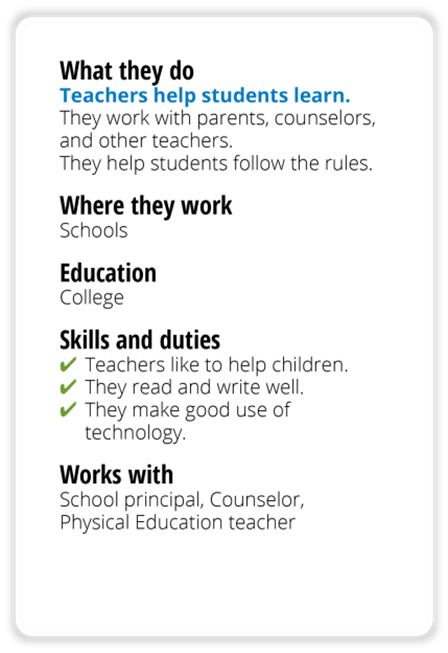 What they do
Teachers help students learn.
They work with parents, counselors,
and other teachers.
They help students follow the rules.
Where they work
Schools
Education
College
Skills and duties
✔ Teachers like to help children.
✔ They read and write well.
✔ They make good use of
technology.
Works with
School principal, Counselor,
Physical Education teacher